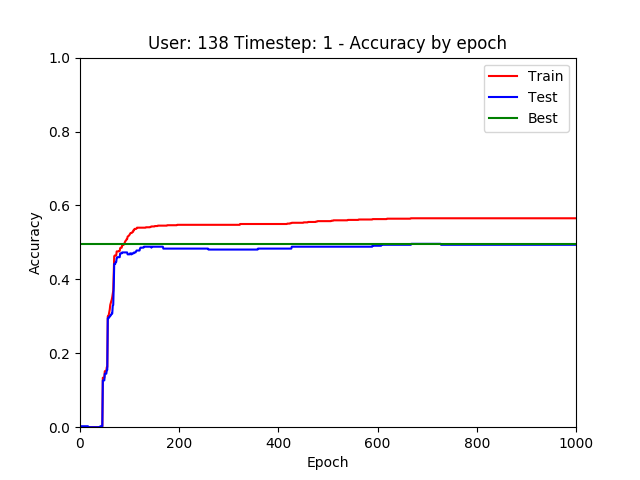 User: 138 Timestep: 1 - Accuracy by epoch
1.0
0.8
0.6
0.4
0.2
0.0
Accuracy
Train
Test
Best
0 200 400 600 800 1000
Epoch